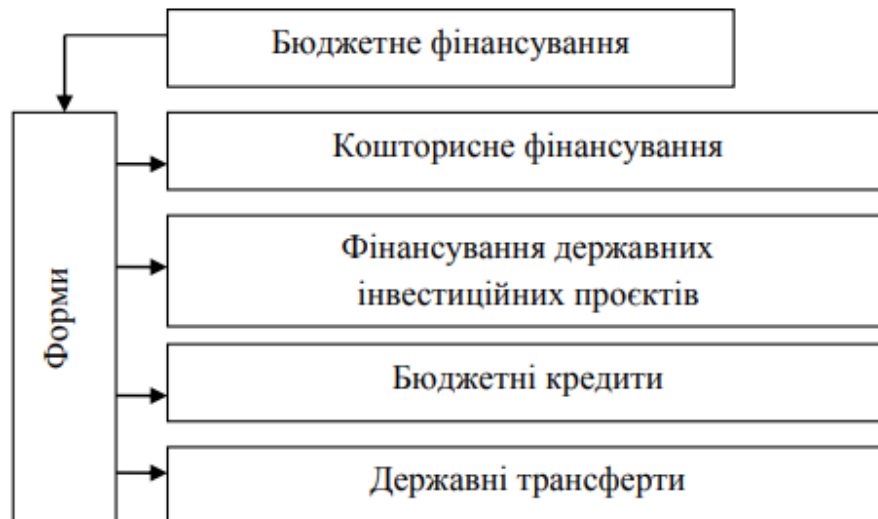 Бюджетне фінансування
Форми
Кошторисне фінансування
Фінансування державних
інвестиційних проєктів
Бюджетні кредити
Державні трансферти